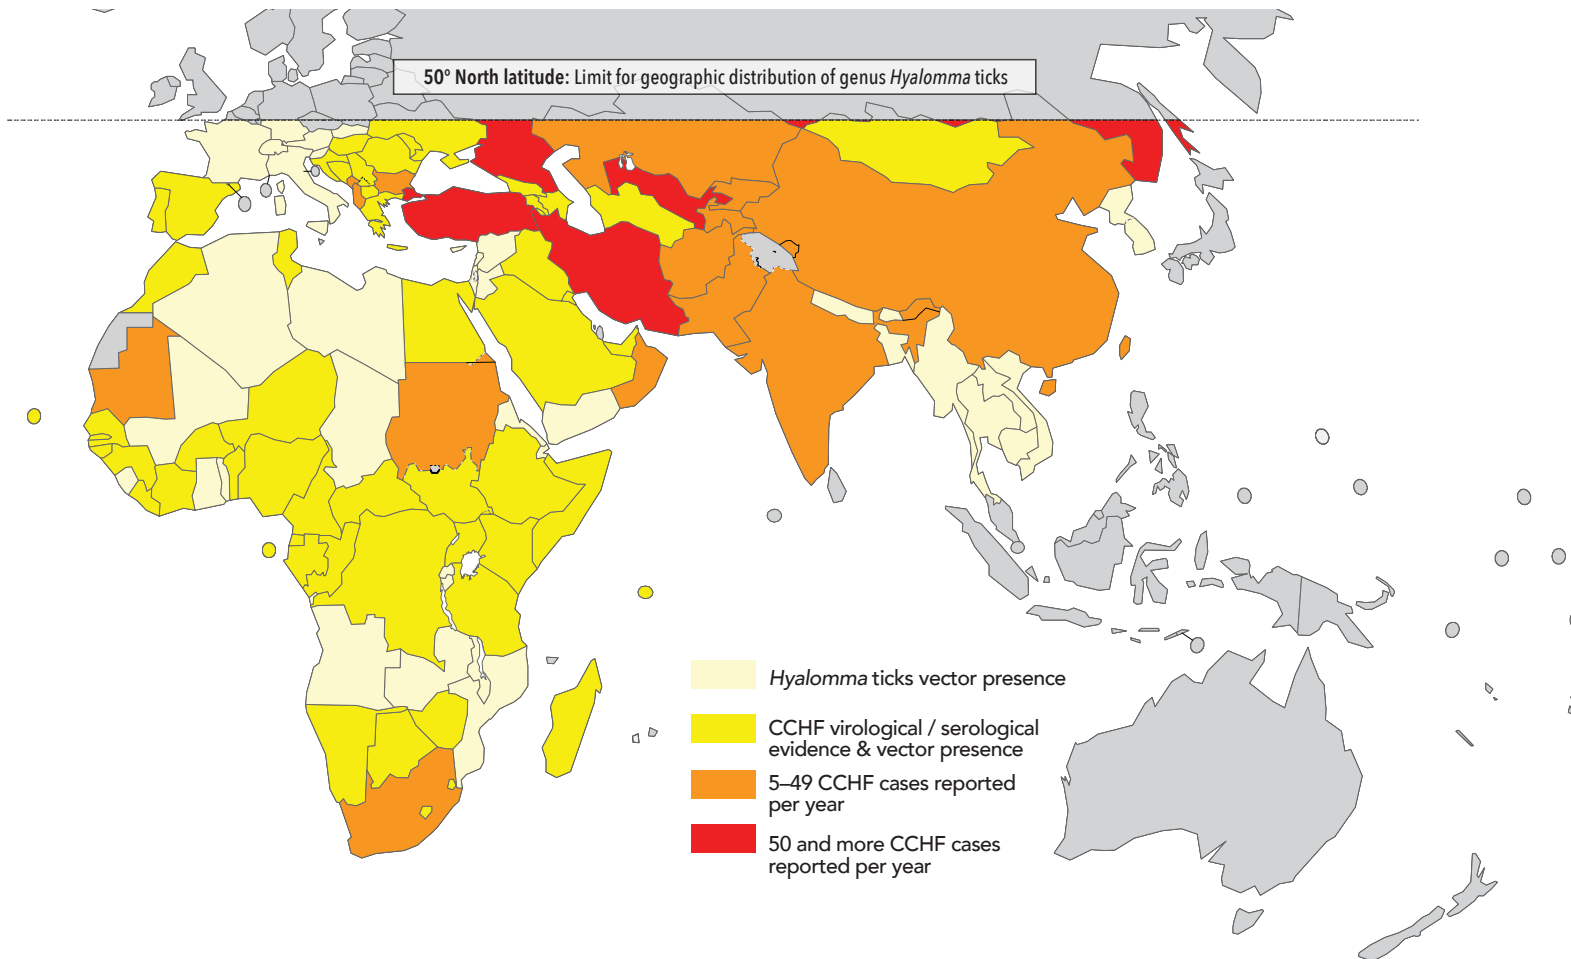 50° North latitude: Limit for geographic distribution of genus Hyalomma ticks
Hyalomma ticks vector presence
CCHF virological / serological
evidence & vector presence
5–49 CCHF cases reported
per year
50 and more CCHF cases
reported per year